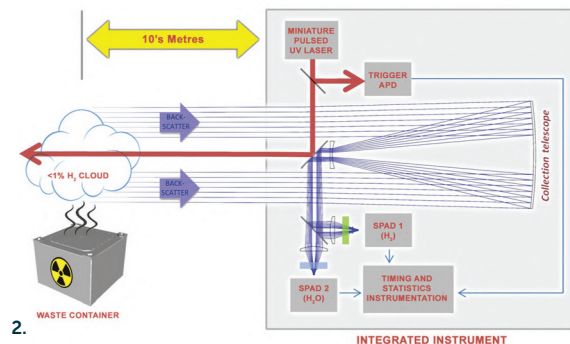 10's Metres
MINIATURE
PULSED
UV LASER
TRIGGER
APD
BACK-
SCATTER
<1% H₂ CLOUD
BACK-
SCATTER
Collection telescope
SPAD 1
(H₂)
SPAD 2
(H₂O)
TIMING AND
STATISTICS
INSTRUMENTATION
WASTE CONTAINER
2.
INTEGRATED INSTRUMENT